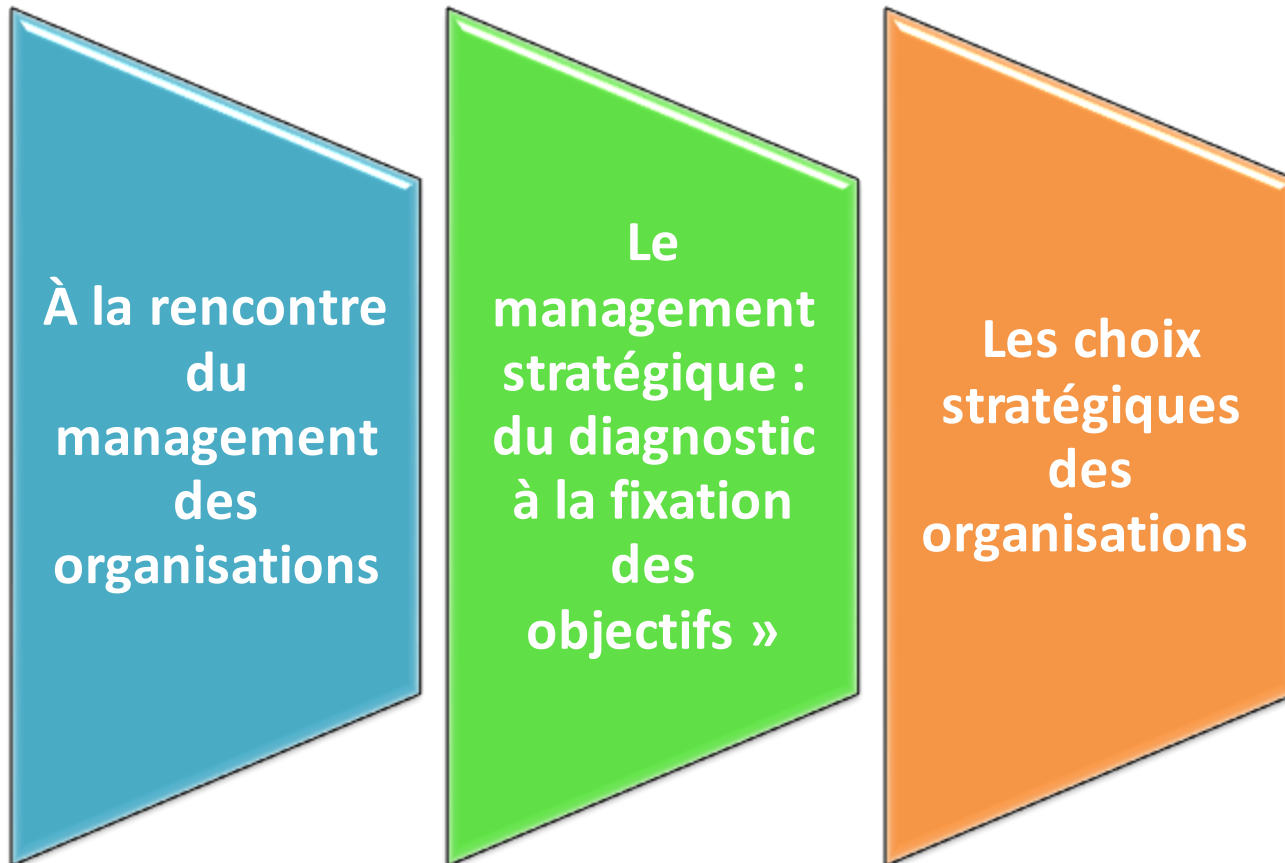 À la rencontre
du
management
des
organisations
Le
management
stratégique :
du diagnostic
à la fixation
des
objectifs »
Les choix
stratégiques
des
organisations